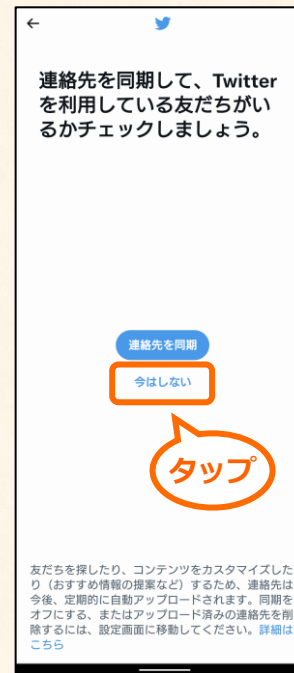 連絡先を同期して、Twitter
を利用している友だちがい
るかチェックしましょう。
連絡先を同期
今はしない
タップ
友だちを探したり、コンテンツをカスタマイズした
り（おすすめ情報の提案など）するため、連絡先は
今後、定期的に自動アップロードされます。同期を
オフにする、またはアップロード済みの連絡先を削
除するには、設定画面に移動してください。詳細は
こちら